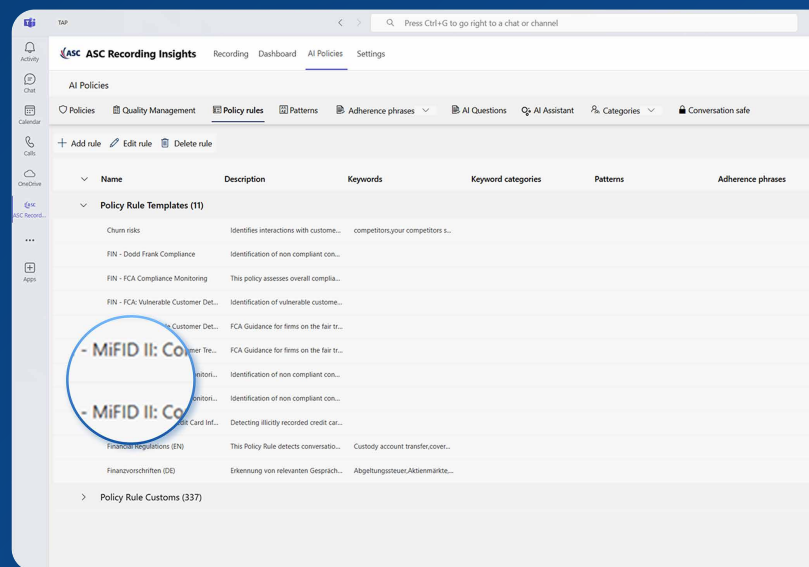 TAP
Press Ctrl+G to go right to a chat or channel
Activity
Chat
Calendar
Calls
OneDrive
ASC Record...
Apps
ASC ASC Recording Insights Recording Dashboard AI Policies Settings
AI Policies
Policies Quality Management Policy rules Patterns Adherence phrases AI Questions AI Assistant Categories Conversation safe
Add rule Edit rule Delete rule
Name Description Keywords Keyword categories Patterns Adherence phrases
Policy Rule Templates (11)
Churn risks Identifies interactions with custome... competitors,your competitors s...
FIN - Dodd Frank Compliance Identification of non compliant con...
FIN - FCA Compliance Monitoring This policy assesses overall complia...
FIN - FCA: Vulnerable Customer Det... Identification of vulnerable custome...
Customer Det... FCA Guidance for firms on the fair tr...
- MiFID II: Co
mer Tre... FCA Guidance for firms on the fair tr...
nitori... Identification of non compliant con...
onitori... Identification of non compliant con...
- MiFID II: Co
dit Card Inf... Detecting illicitly recorded credit car...
Financial Regulations (EN) This Policy Rule detects conversatio... Custody account transfer,cover...
Finanzvorschriften (DE) Erkennung von relevanten Gespräch... Abgeltungssteuer,Aktienmärkte,...
Policy Rule Customs (337)